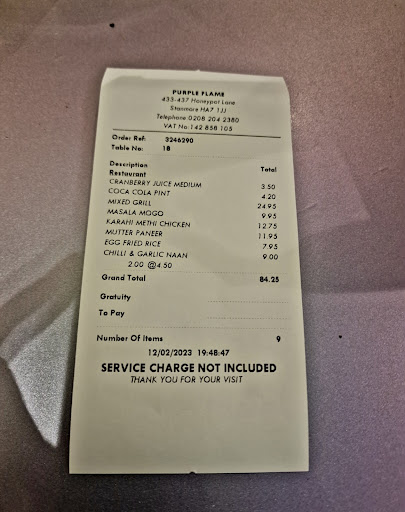 PURPLE FLAME
433-437 Honeypot Lane
Stanmore HA7 1JJ
Telephone:0208 204 2380
VAT No:142 858 105
Order Ref: 3246290
Table No: 18
Description Total
Restaurant
CRANBERRY JUICE MEDIUM 3.50
COCA COLA PINT 4.20
MIXED GRILL 24.95
MASALA MOGO 9.95
KARAHI METHI CHICKEN 12.75
MUTTER PANEER 11.95
EGG FRIED RICE 7.95
CHILLI & GARLIC NAAN 9.00
2.00 @4.50
Grand Total 84.25
Gratuity
To Pay
Number Of Items 9
12/02/2023 19:48:47
SERVICE CHARGE NOT INCLUDED
THANK YOU FOR YOUR VISIT